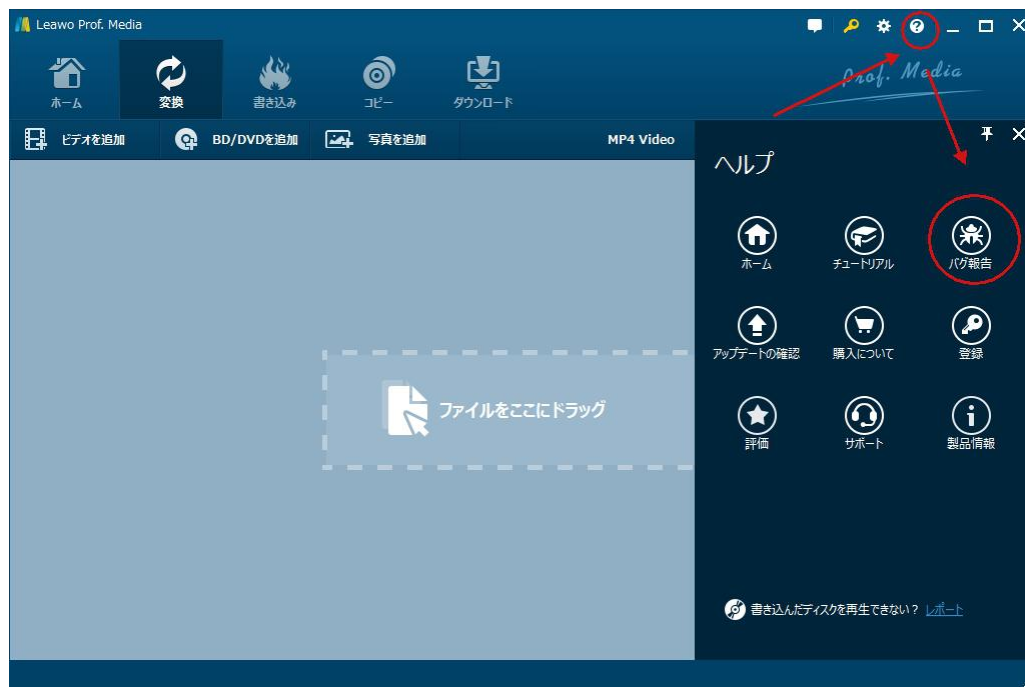 Leawo Prof. Media
ホーム
変換
書き込み
コピー
ダウンロード
Prof. Media
ビデオを追加
BD/DVDを追加
写真を追加
MP4 Video
ヘルプ
ホーム
チュートリアル
バグ報告
アップデートの確認
購入について
登録
評価
サポート
製品情報
ファイルをここにドラッグ
書き込んだディスクを再生できない？ レポート